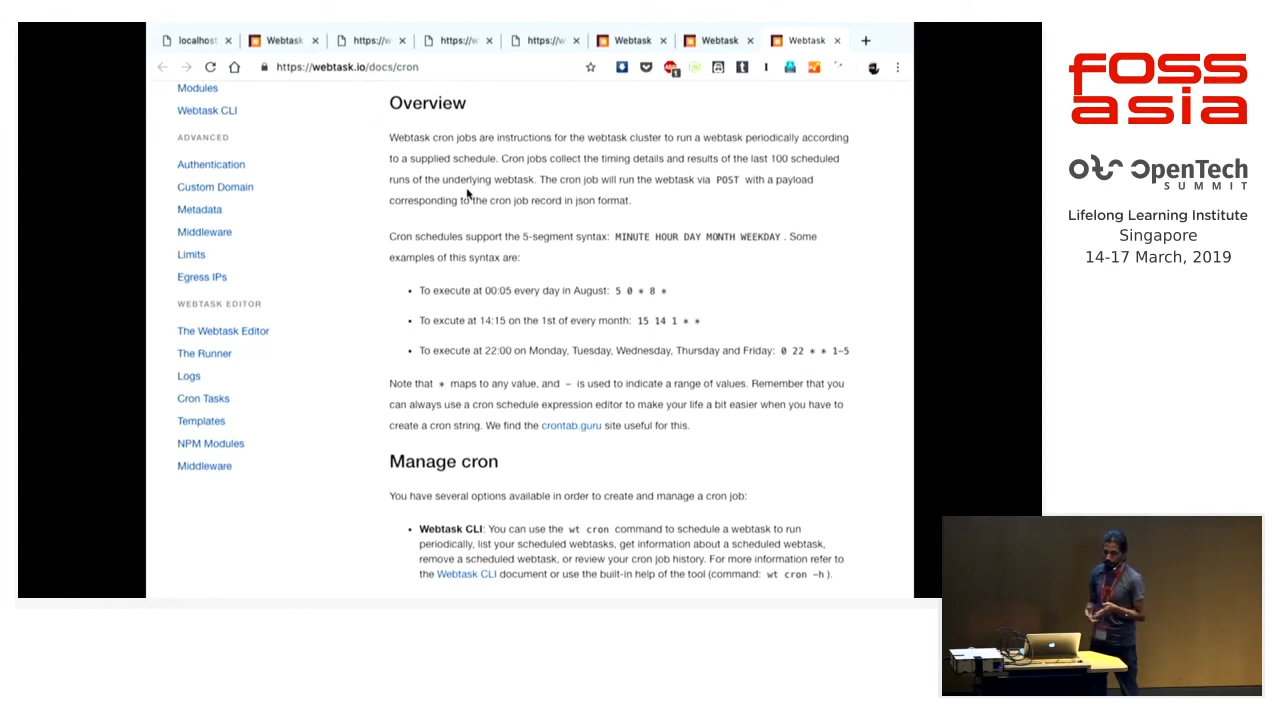 localhost
Webtask
https://w
https://w
https://w
Webtask
Webtask
Webtask
https://webtask.io/docs/cron
Modules
Webtask CLI
ADVANCED
Authentication
Custom Domain
Metadata
Middleware
Limits
Egress IPs
WEBTASK EDITOR
The Webtask Editor
The Runner
Logs
Cron Tasks
Templates
NPM Modules
Middleware
Overview
Webtask cron jobs are instructions for the webtask cluster to run a webtask periodically according
to a supplied schedule. Cron jobs collect the timing details and results of the last 100 scheduled
runs of the underlying webtask. The cron job will run the webtask via POST with a payload
corresponding to the cron job record in json format.
Cron schedules support the 5-segment syntax: MINUTE HOUR DAY MONTH WEEKDAY . Some
examples of this syntax are:
• To execute at 00:05 every day in August: 5 0 * 8 *
• To excute at 14:15 on the 1st of every month: 15 14 1 * *
• To execute at 22:00 on Monday, Tuesday, Wednesday, Thursday and Friday: 0 22 * * 1-5
Note that * maps to any value, and - is used to indicate a range of values. Remember that you
can always use a cron schedule expression editor to make your life a bit easier when you have to
create a cron string. We find the crontab.guru site useful for this.
Manage cron
You have several options available in order to create and manage a cron job:
• Webtask CLI: You can use the wt cron command to schedule a webtask to run
periodically, list your scheduled webtasks, get information about a scheduled webtask,
remove a scheduled webtask, or review your cron job history. For more information refer to
the Webtask CLI document or use the built-in help of the tool (command: wt cron -h ).
FOSS
asia
OpenTech
SUMMIT
Lifelong Learning Institute
Singapore
14-17 March, 2019